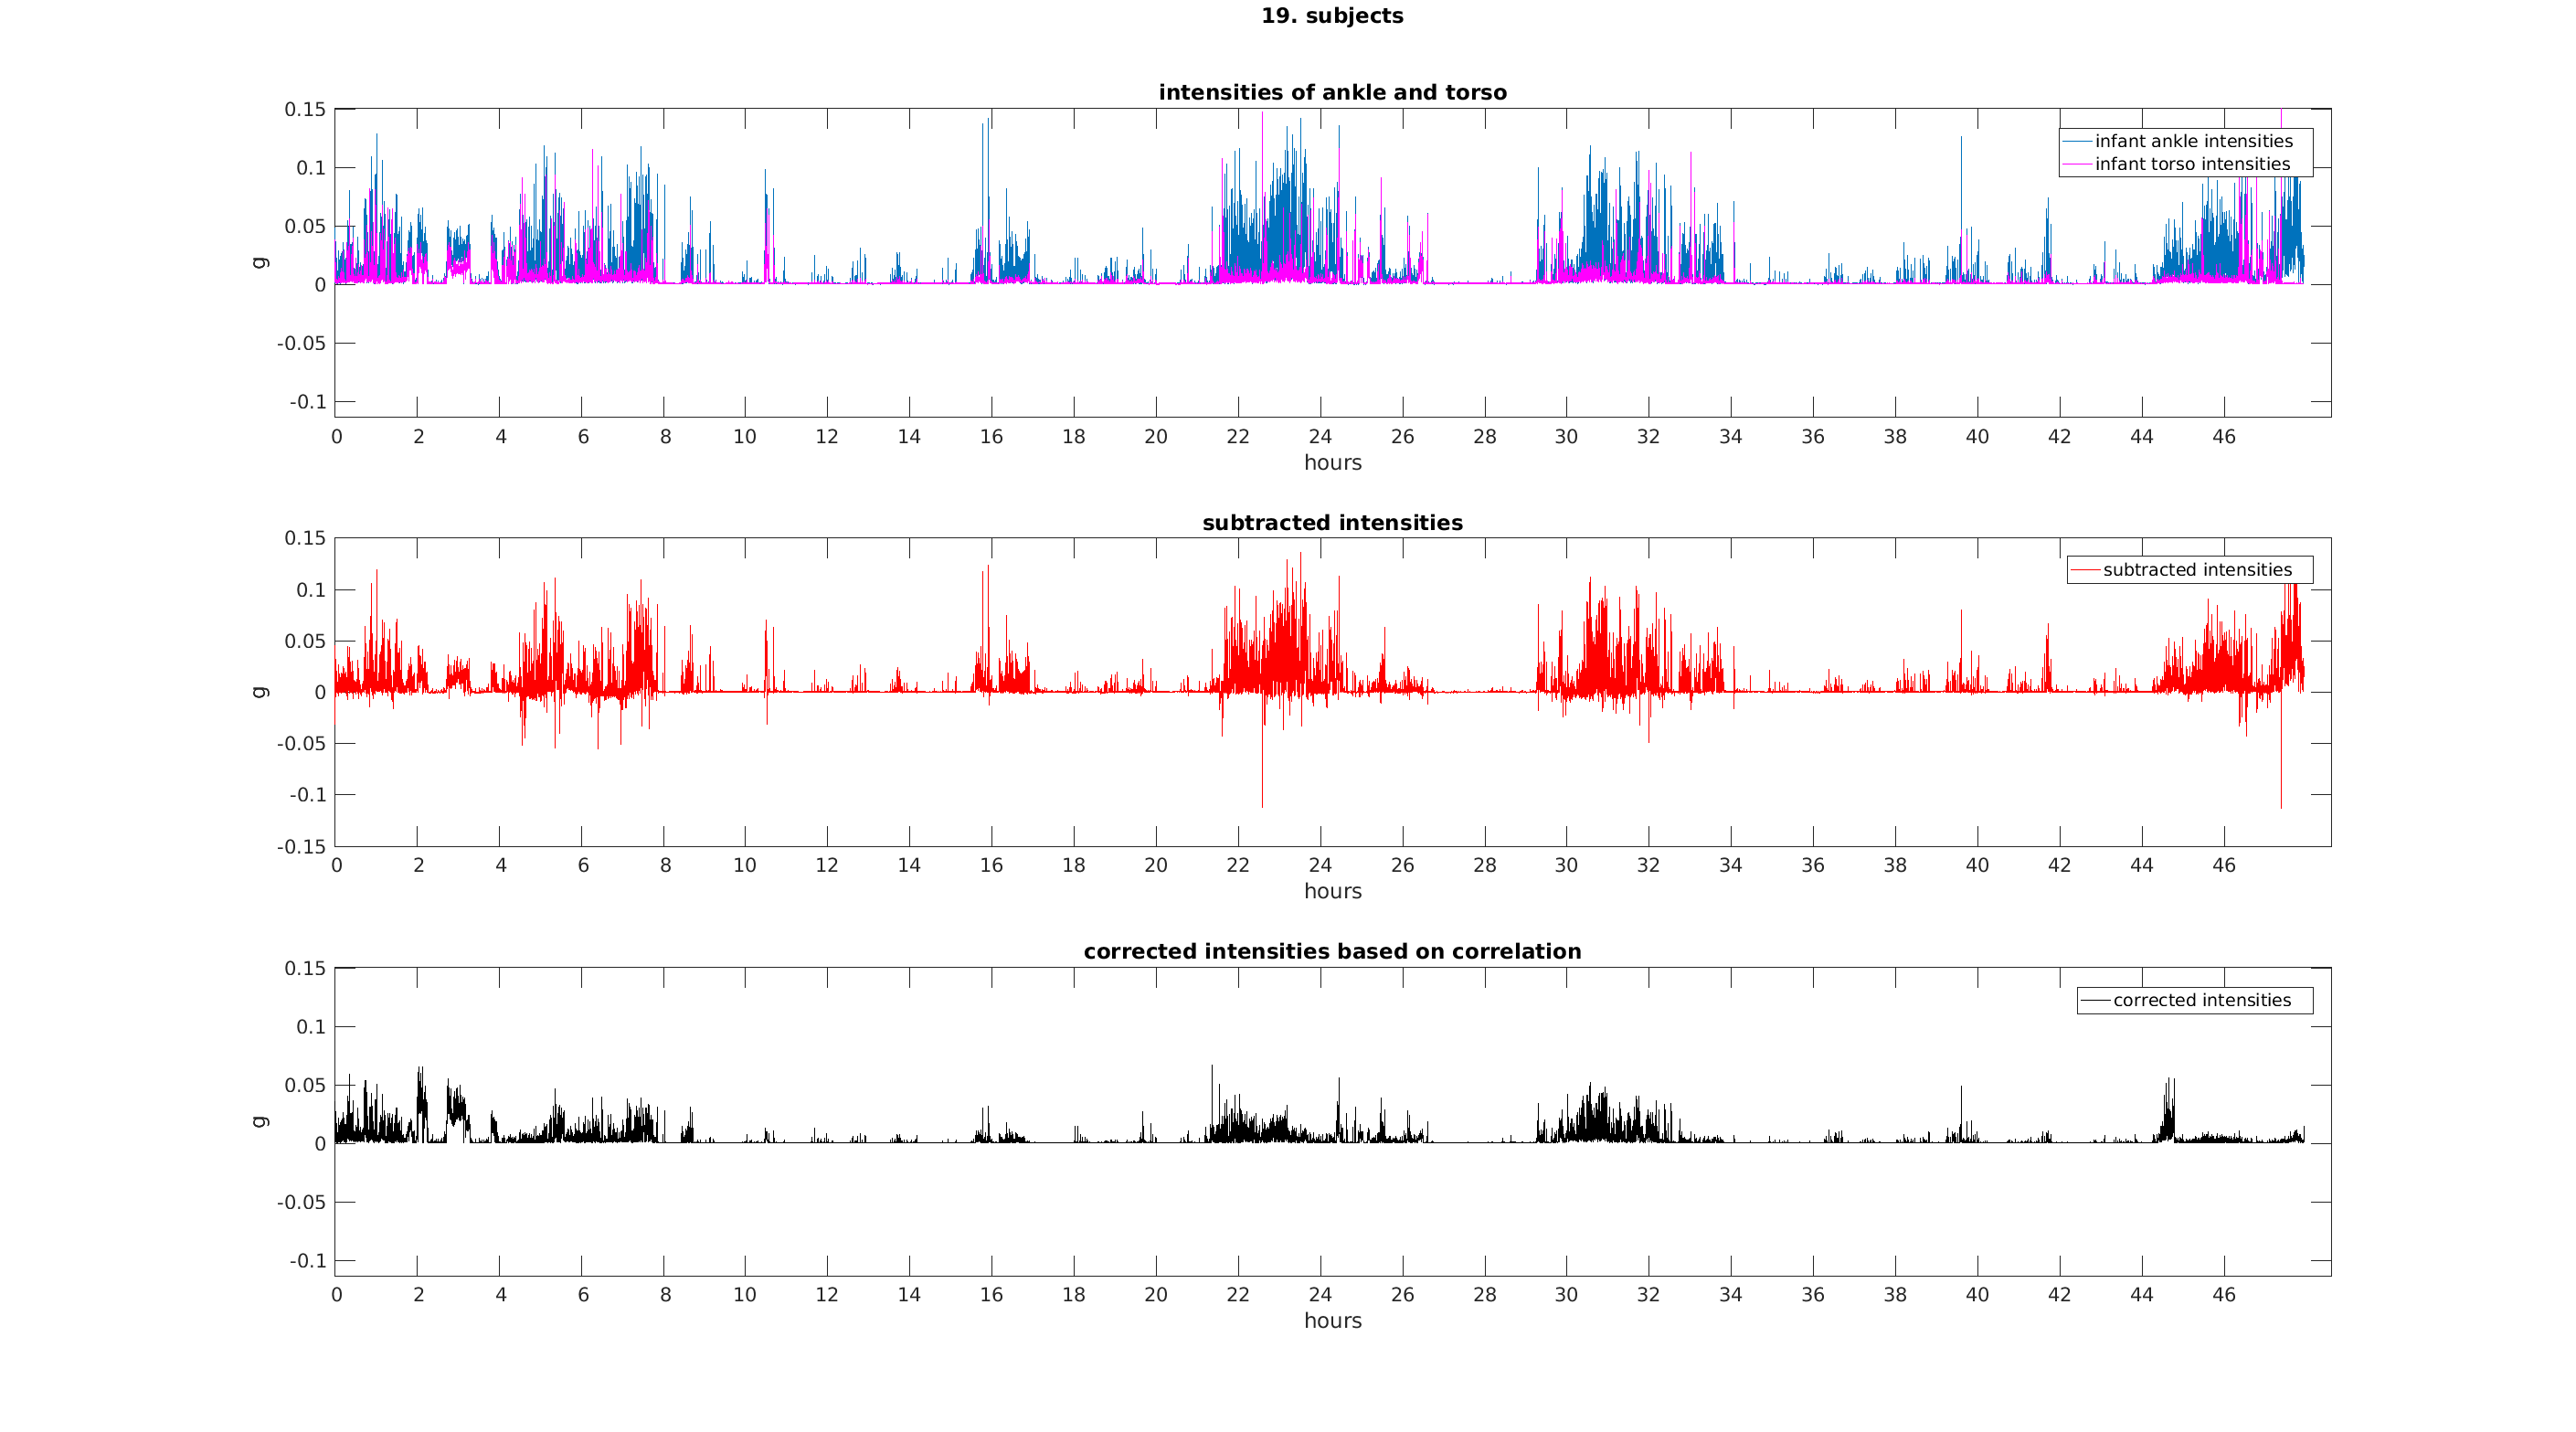 19. subjects
intensities of ankle and torso
0.15
0.1
0.05
0
-0.05
-0.1
g
infant ankle intensities
infant torso intensities
0 2 4 6 8 10 12 14 16 18 20 22 24 26 28 30 32 34 36 38 40 42 44 46
hours
subtracted intensities
0.15
0.1
0.05
0
-0.05
-0.1
-0.15
g
subtracted intensities
0 2 4 6 8 10 12 14 16 18 20 22 24 26 28 30 32 34 36 38 40 42 44 46
hours
corrected intensities based on correlation
0.15
0.1
0.05
0
-0.05
-0.1
g
corrected intensities
0 2 4 6 8 10 12 14 16 18 20 22 24 26 28 30 32 34 36 38 40 42 44 46
hours